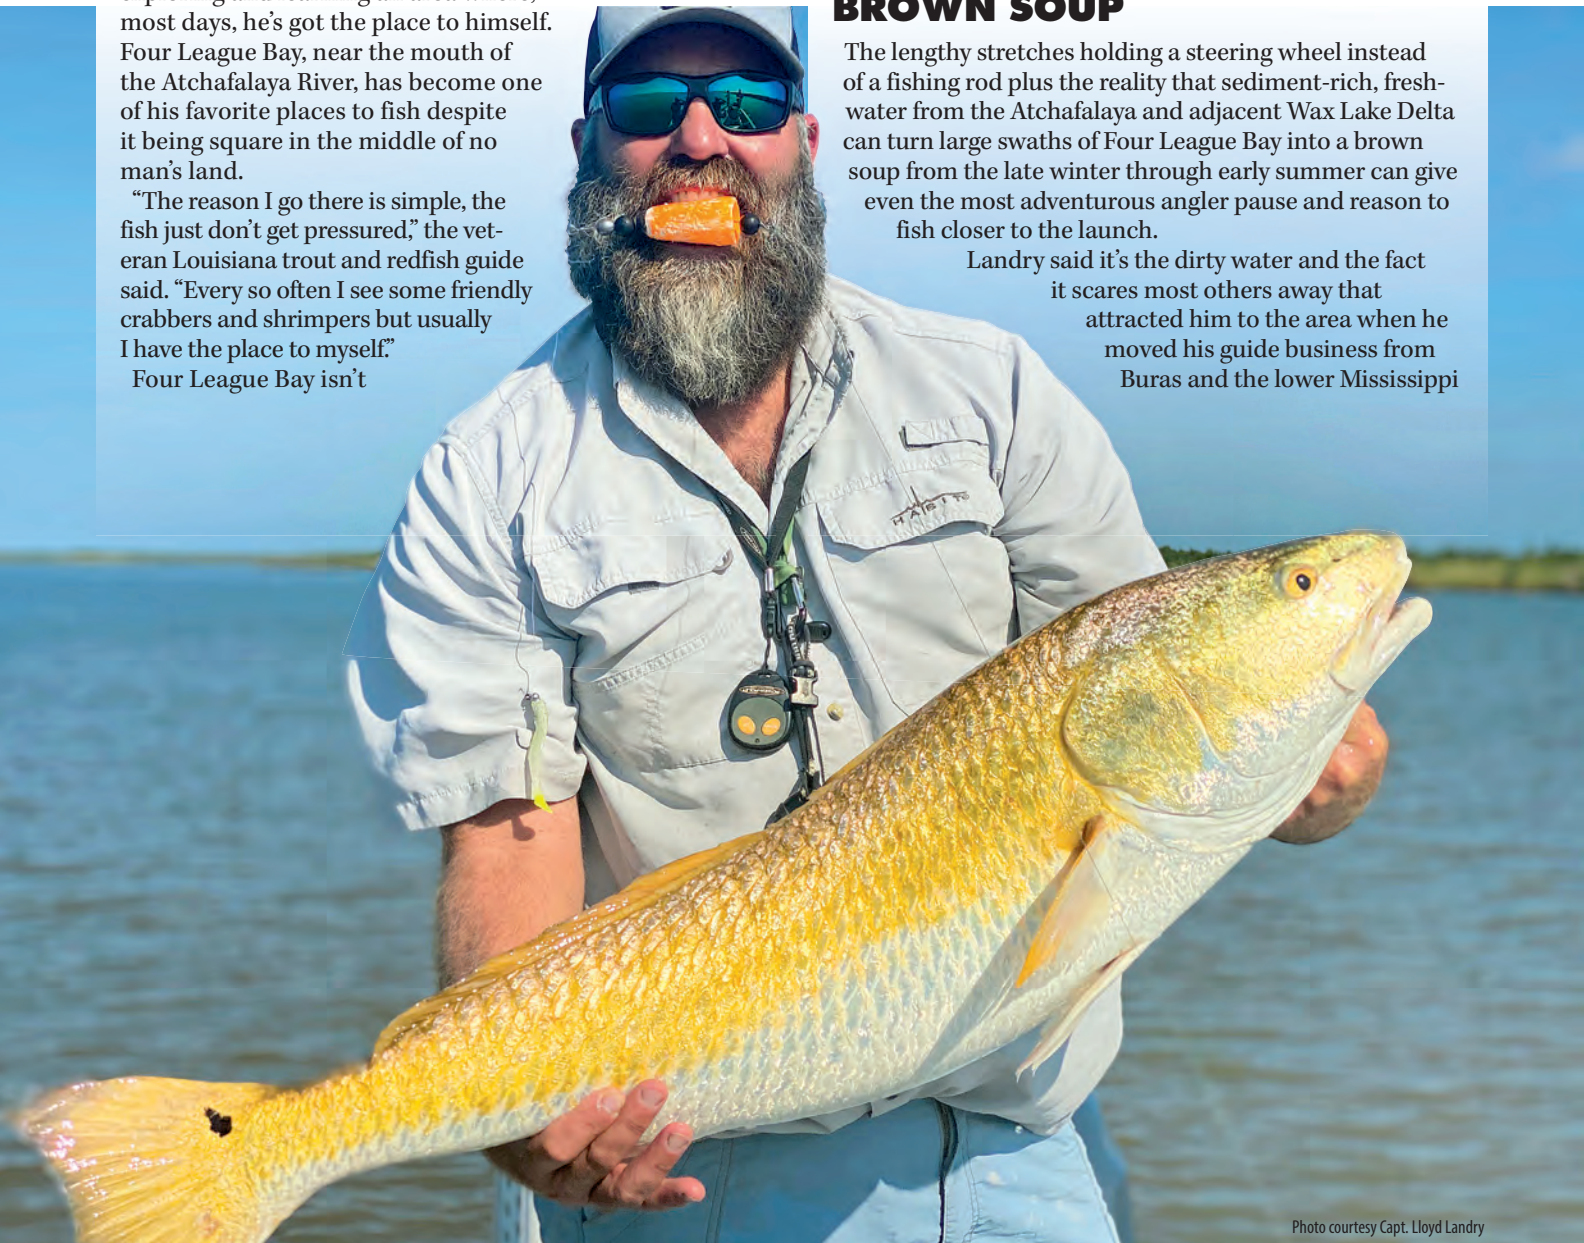 most days, he's got the place to himself.
Four League Bay, near the mouth of
the Atchafalaya River, has become one
of his favorite places to fish despite
it being square in the middle of no
man's land.
“The reason I go there is simple, the
fish just don't get pressured,” the vet-
eran Louisiana trout and redfish guide
said. “Every so often I see some friendly
crabbers and shrimpers but usually
I have the place to myself.”
Four League Bay isn't
BROWN SOUP
The lengthy stretches holding a steering wheel instead
of a fishing rod plus the reality that sediment-rich, fresh-
water from the Atchafalaya and adjacent Wax Lake Delta
can turn large swaths of Four League Bay into a brown
soup from the late winter through early summer can give
even the most adventurous angler pause and reason to
fish closer to the launch.
Landry said it's the dirty water and the fact
it scares most others away that
attracted him to the area when he
moved his guide business from
Buras and the lower Mississippi
HABIT
Photo courtesy Capt. Lloyd Landry